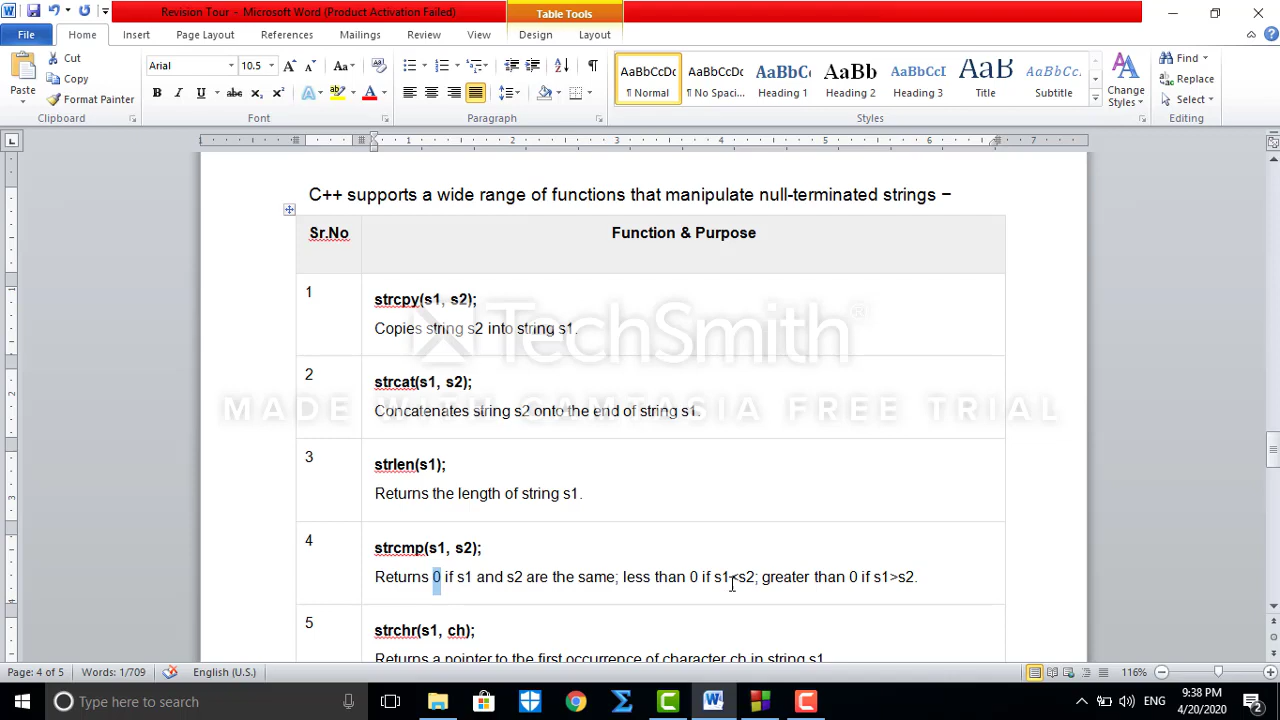 Revision Tour - Microsoft Word (Product Activation Failed)
Table Tools
File
Home
Insert
Page Layout
References
Mailings
Review
View
Design
Layout
Paste
Cut
Copy
Format Painter
Clipboard
Arial
10.5
Font
Paragraph
AaBbCcDc
¶ Normal
AaBbCcDc
¶ No Spaci...
AaBbCc
Heading 1
AaBb
Heading 2
AaBbCcI
Heading 3
AaB
Title
AaBbCcL
Subtitle
Change
Styles
Styles
Find
Replace
Select
Editing
C++ supports a wide range of functions that manipulate null-terminated strings −
Sr.No
Function & Purpose
1
strcpy(s1, s2);
Copies string s2 into string s1.
TechSmith
2
strcat(s1, s2);
MADE WITH CAMTASIA FREE TRIAL
Concatenates string s2 onto the end of string s1.
3
strlen(s1);
Returns the length of string s1.
4
strcmp(s1, s2);
Returns 0 if s1 and s2 are the same; less than 0 if s1<s2; greater than 0 if s1>s2.
5
strchr(s1, ch);
Returns a pointer to the first occurrence of character ch in string s1.
Page: 4 of 5
Words: 1/709
English (U.S.)
116%
Type here to search
ENG
9:38 PM
4/20/2020
2